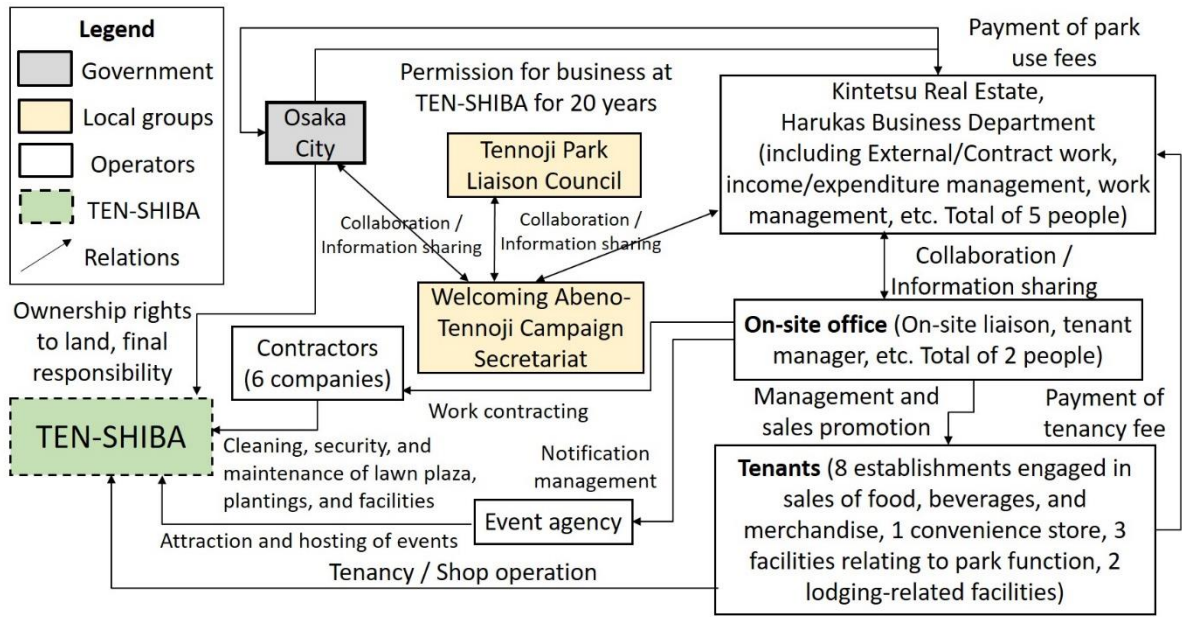 Legend
Government
Local groups
Operators
TEN-SHIBA
Relations
Payment of park
use fees
Permission for business at
TEN-SHIBA for 20 years
Osaka
City
Tennoji Park
Liaison Council
Kintetsu Real Estate,
Harukas Business Department
(including External/Contract work,
income/expenditure management, work
management, etc. Total of 5 people)
Collaboration /
Information sharing
Collaboration /
Information sharing
Collaboration /
Information sharing
Welcoming Abeno-
Tennoji Campaign
Secretariat
Ownership rights
to land, final
responsibility
Contractors
(6 companies)
On-site office (On-site liaison, tenant
manager, etc. Total of 2 people)
Work contracting
Management and
sales promotion
Payment of
tenancy fee
TEN-SHIBA
Cleaning, security, and
maintenance of lawn plaza,
plantings, and facilities
Notification
management
Event agency
Attraction and hosting of events
Tenancy / Shop operation
Tenants (8 establishments engaged in
sales of food, beverages, and
merchandise, 1 convenience store, 3
facilities relating to park function, 2
lodging-related facilities)